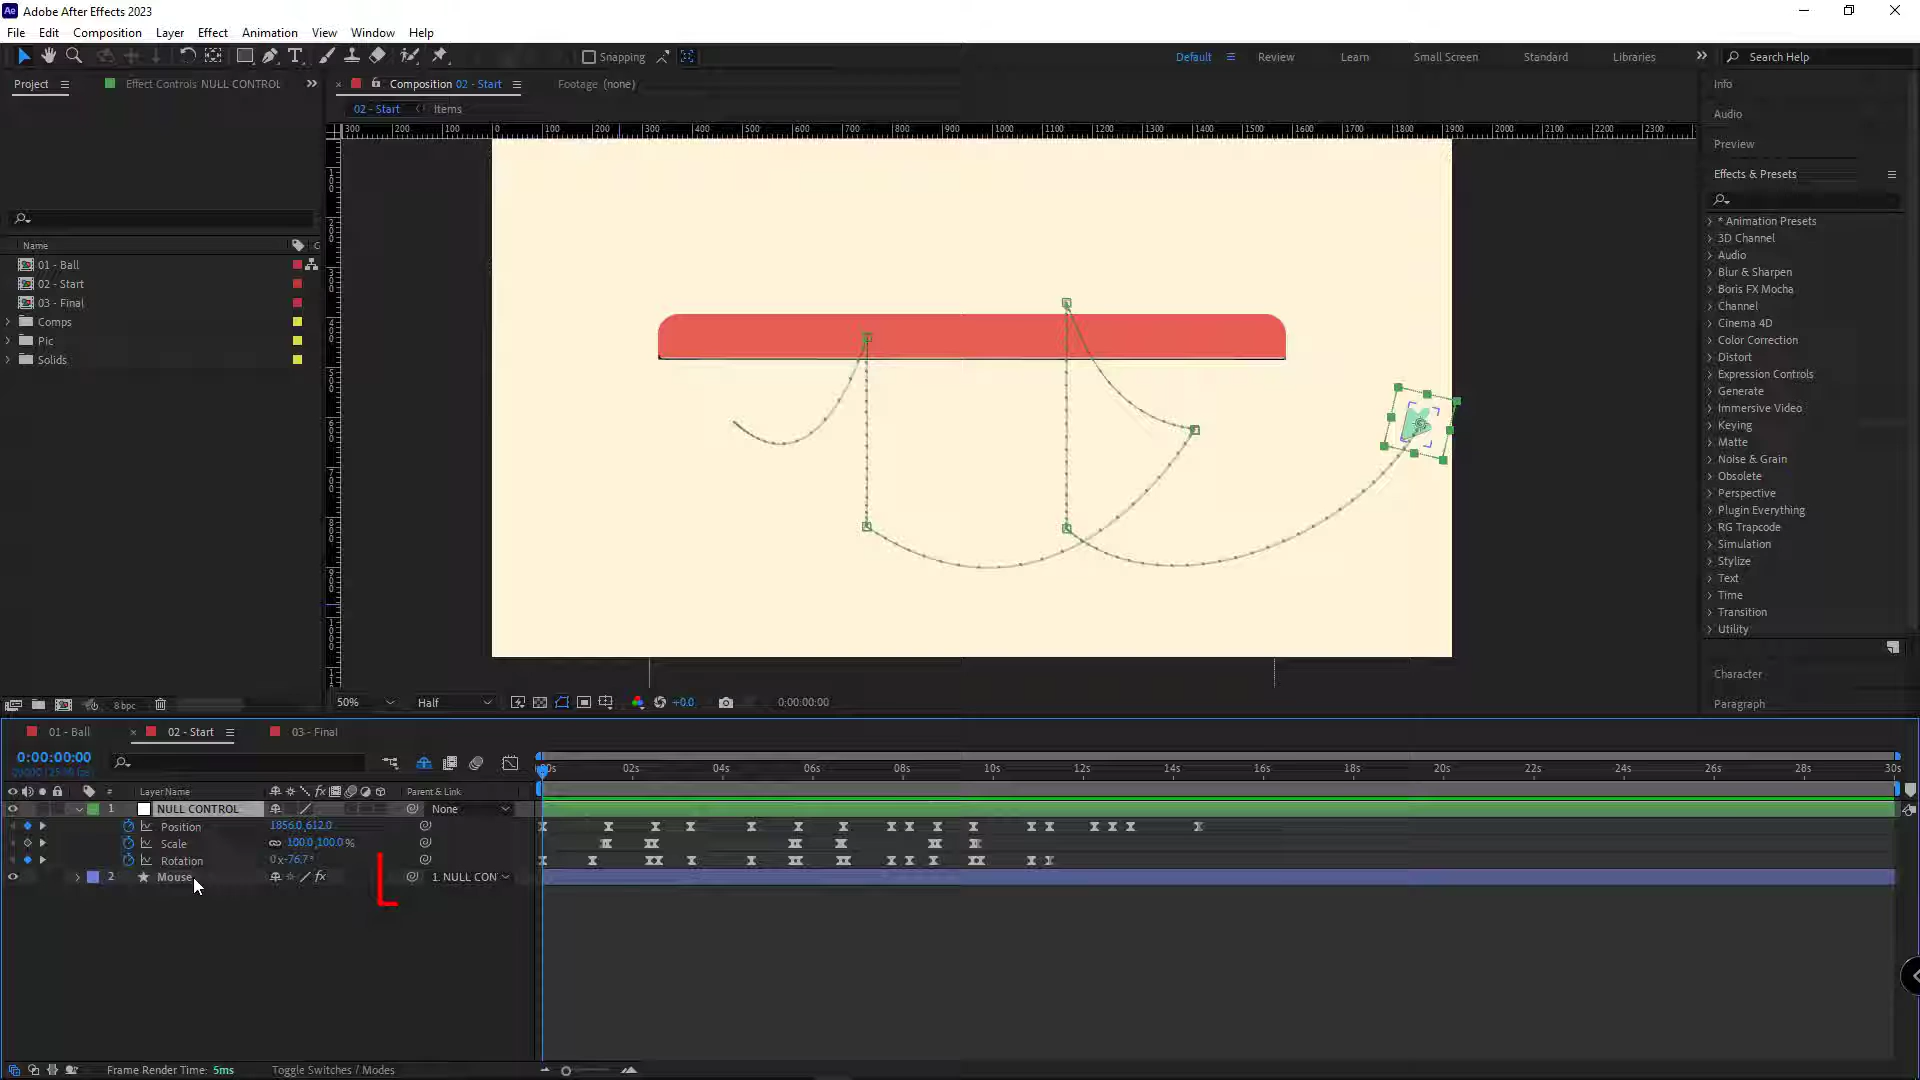 Ae Adobe After Effects 2023
File Edit Composition Layer Effect Animation View Window Help
Snapping
Default Review Learn Small Screen Standard Libraries Search Help
Project Effect Controls NULL CONTROL
Composition 02 - Start Footage (none)
02 - Start Items
300 200 100 0 100 200 300 400 500 600 700 800 900 1000 1100 1200 1300 1400 1500 1600 1700 1800 1900 2000 2100 2200 2300
Name
01 - Ball
02 - Start
03 - Final
Comps
Pic
Solids
8 bpc
50% Half +0.0 0;00;00;00
Info
Audio
Preview
Effects & Presets
* Animation Presets
3D Channel
Audio
Blur & Sharpen
Boris FX Mocha
Channel
Cinema 4D
Color Correction
Distort
Expression Controls
Generate
Immersive Video
Keying
Matte
Noise & Grain
Obsolete
Perspective
Plugin Everything
RG Trapcode
Simulation
Stylize
Text
Time
Transition
Utility
Character
Paragraph
01 - Ball 02 - Start 03 - Final
0:00:00:00
02s 04s 06s 08s 10s 12s 14s 16s 18s 20s 22s 24s 26s 28s 30s
# Layer Name fx Parent & Link
1 NULL CONTROL None
Position 1856.0,612.0
Scale 100.0,100.0%
Rotation 0x-76.7°
2 Mouse fx 1. NULL CON
Frame Render Time: 5ms Toggle Switches / Modes